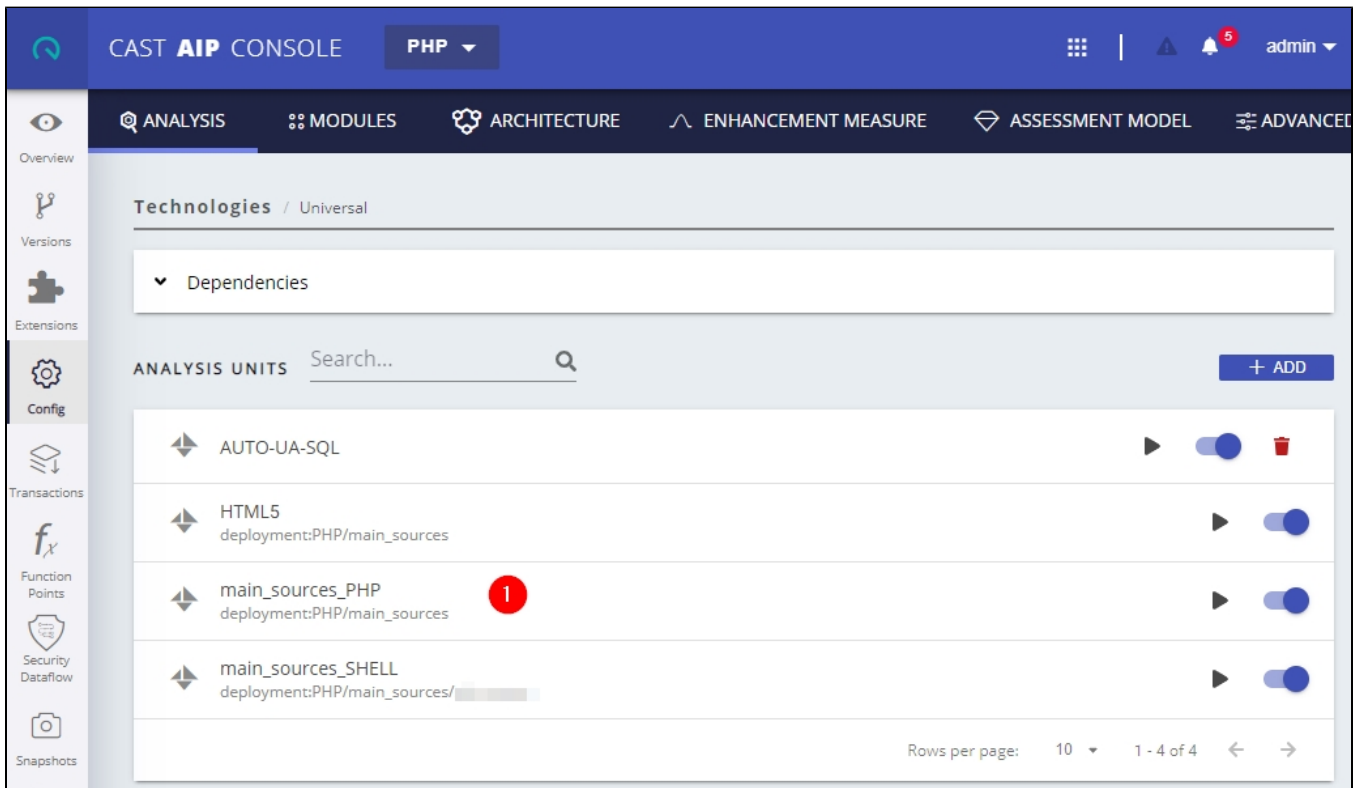 CAST AIP CONSOLE PHP 5 admin
ANALYSIS MODULES ARCHITECTURE ENHANCEMENT MEASURE ASSESSMENT MODEL ADVANCED
Overview
Versions
Extensions
Config
Transactions
fx
Function
Points
Security
Dataflow
Snapshots
Technologies / Universal
Dependencies
ANALYSIS UNITS Search... + ADD
AUTO-UA-SQL
HTML5
deployment:PHP/main_sources
main_sources_PHP
deployment:PHP/main_sources
1
main_sources_SHELL
deployment:PHP/main_sources/
Rows per page: 10 1 - 4 of 4